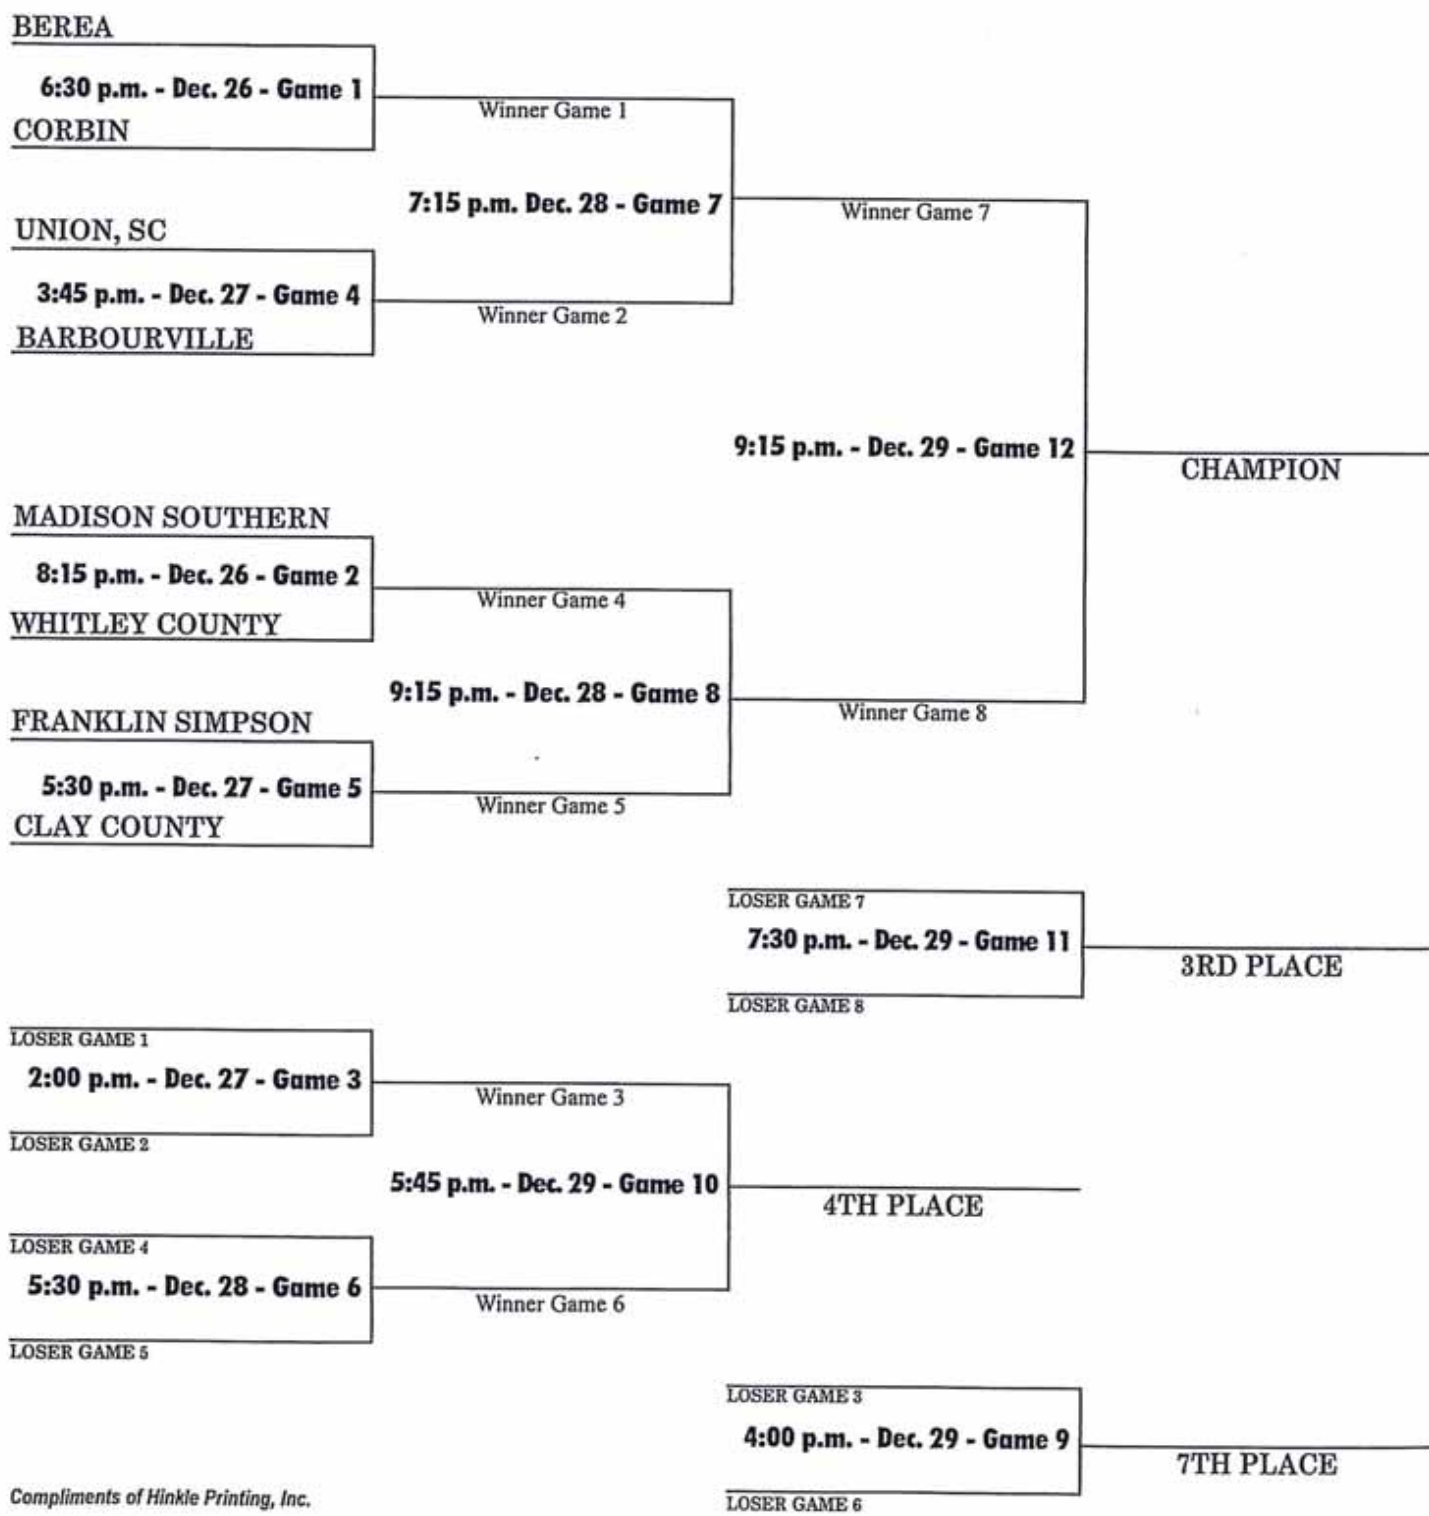 BEREA
6:30 p.m. - Dec. 26 - Game 1
CORBIN
Winner Game 1
7:15 p.m. Dec. 28 - Game 7
UNION, SC
3:45 p.m. - Dec. 27 - Game 4
BARBOURVILLE
Winner Game 2
Winner Game 7
9:15 p.m. - Dec. 29 - Game 12
CHAMPION
MADISON SOUTHERN
8:15 p.m. - Dec. 26 - Game 2
WHITLEY COUNTY
Winner Game 4
9:15 p.m. - Dec. 28 - Game 8
Winner Game 8
FRANKLIN SIMPSON
5:30 p.m. - Dec. 27 - Game 5
CLAY COUNTY
Winner Game 5
LOSER GAME 7
7:30 p.m. - Dec. 29 - Game 11
LOSER GAME 8
3RD PLACE
LOSER GAME 1
2:00 p.m. - Dec. 27 - Game 3
LOSER GAME 2
Winner Game 3
5:45 p.m. - Dec. 29 - Game 10
4TH PLACE
LOSER GAME 4
5:30 p.m. - Dec. 28 - Game 6
LOSER GAME 5
Winner Game 6
LOSER GAME 3
4:00 p.m. - Dec. 29 - Game 9
LOSER GAME 6
7TH PLACE
Compliments of Hinkle Printing, Inc.